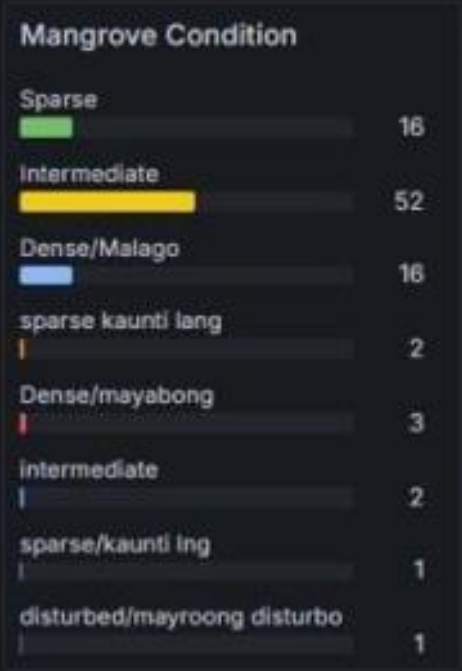 Mangrove Condition
Sparse
16
Intermediate
52
Dense/Malago
16
sparse kaunti lang
2
Dense/mayabong
3
intermediate
2
sparse/kaunti lng
1
disturbed/mayroong disturbo
1